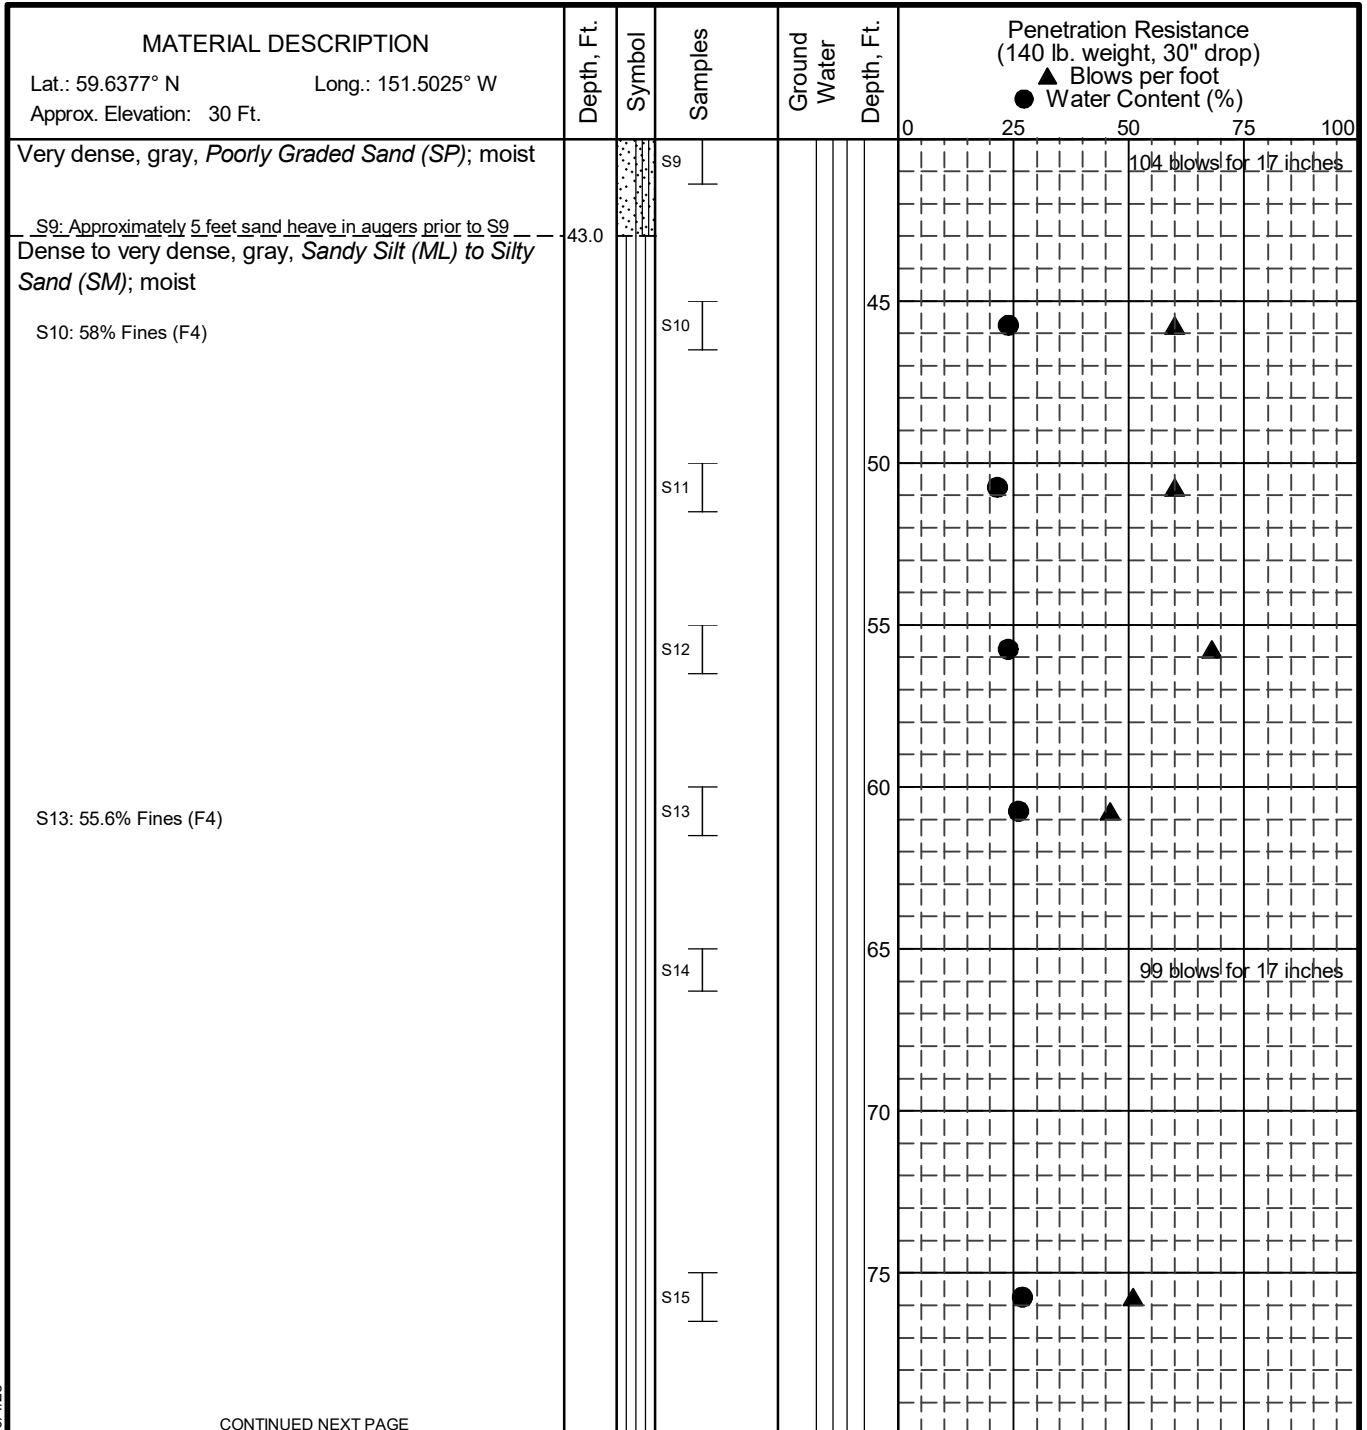 MATERIAL DESCRIPTION
Lat.: 59.6377° N Long.: 151.5025° W
Approx. Elevation: 30 Ft.
Depth, Ft.
Symbol
Samples
Ground
Water
Depth, Ft.
Penetration Resistance
(140 lb. weight, 30" drop)
▲ Blows per foot
● Water Content (%)
0 25 50 75 100
Very dense, gray, Poorly Graded Sand (SP); moist
S9
104 blows for 17 inches
S9: Approximately 5 feet sand heave in augers prior to S9
43.0
Dense to very dense, gray, Sandy Silt (ML) to Silty
Sand (SM); moist
45
S10: 58% Fines (F4)
S10
50
S11
55
S12
60
S13: 55.6% Fines (F4)
S13
65
S14
99 blows for 17 inches
70
75
S15
CONTINUED NEXT PAGE